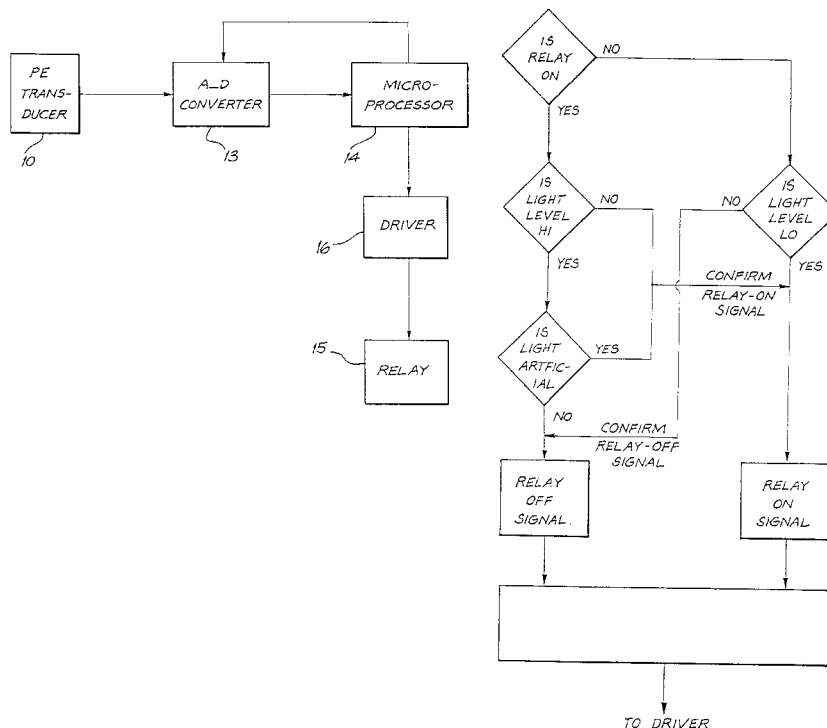 PE
TRANS-
DUCER
10
A_D
CONVERTER
13
MICRO-
PROCESSOR
14
DRIVER
16
RELAY
15
IS
RELAY
ON
NO
YES
IS
LIGHT
LEVEL
HI
NO
YES
IS
LIGHT
LEVEL
LO
NO
YES
CONFIRM
RELAY-ON
SIGNAL
IS
LIGHT
ARTFIC-
IAL
YES
NO
CONFIRM
RELAY-OFF
SIGNAL
RELAY
OFF
SIGNAL.
RELAY
ON
SIGNAL
TO DRIVER